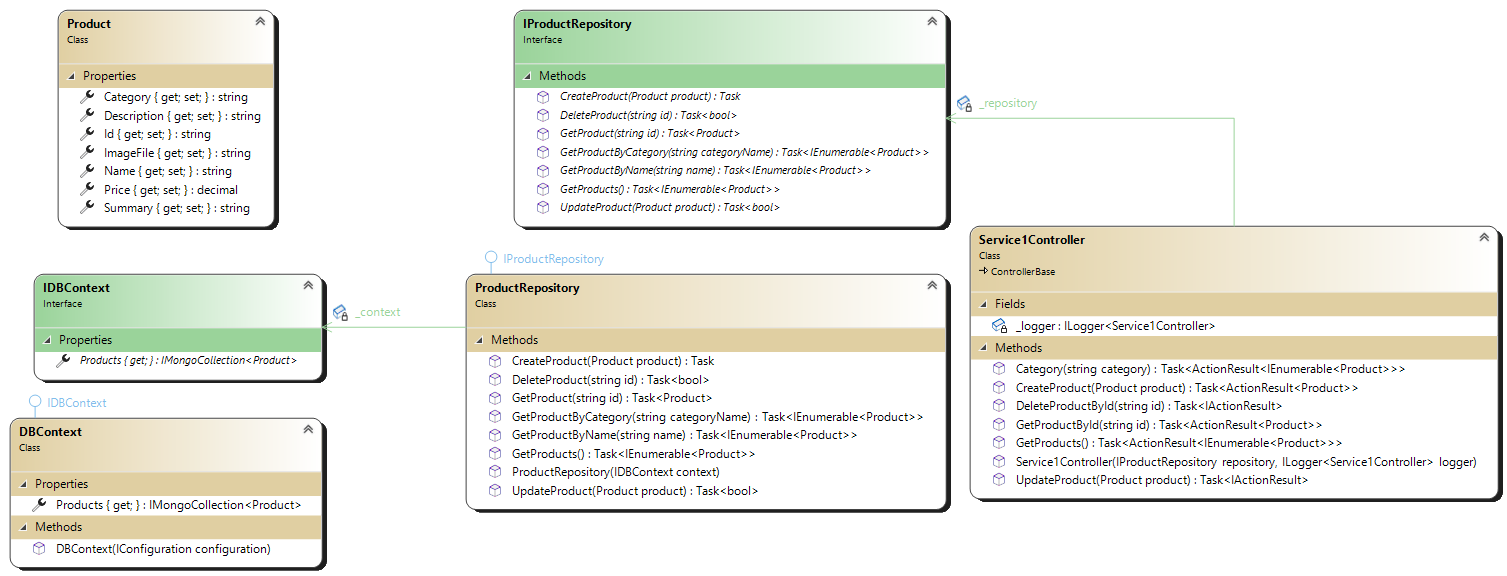 Product
Class
Properties
Category { get; set; } : string
Description { get; set; } : string
Id { get; set; } : string
ImageFile { get; set; } : string
Name { get; set; } : string
Price { get; set; } : decimal
Summary { get; set; } : string
IProductRepository
Interface
Methods
CreateProduct(Product product) : Task
DeleteProduct(string id) : Task<bool>
GetProduct(string id) : Task<Product>
GetProductByCategory(string categoryName) : Task<IEnumerable<Product>>
GetProductByName(string name) : Task<IEnumerable<Product>>
GetProducts() : Task<IEnumerable<Product>>
UpdateProduct(Product product) : Task<bool>
_repository
IDBContext
Interface
Properties
Products { get; } : IMongoCollection<Product>
_context
IDBContext
DBContext
Class
Properties
Products { get; } : IMongoCollection<Product>
Methods
DBContext(IConfiguration configuration)
IProductRepository
ProductRepository
Class
Methods
CreateProduct(Product product) : Task
DeleteProduct(string id) : Task<bool>
GetProduct(string id) : Task<Product>
GetProductByCategory(string categoryName) : Task<IEnumerable<Product>>
GetProductByName(string name) : Task<IEnumerable<Product>>
GetProducts() : Task<IEnumerable<Product>>
ProductRepository(IDBContext context)
UpdateProduct(Product product) : Task<bool>
Service1Controller
Class
ControllerBase
Fields
_logger : ILogger<Service1Controller>
Methods
Category(string category) : Task<ActionResult<IEnumerable<Product>>>
CreateProduct(Product product) : Task<ActionResult<Product>>
DeleteProductById(string id) : Task<IActionResult>
GetProductById(string id) : Task<ActionResult<Product>>
GetProducts() : Task<ActionResult<IEnumerable<Product>>>
Service1Controller(IProductRepository repository, ILogger<Service1Controller> logger)
UpdateProduct(Product product) : Task<IActionResult>